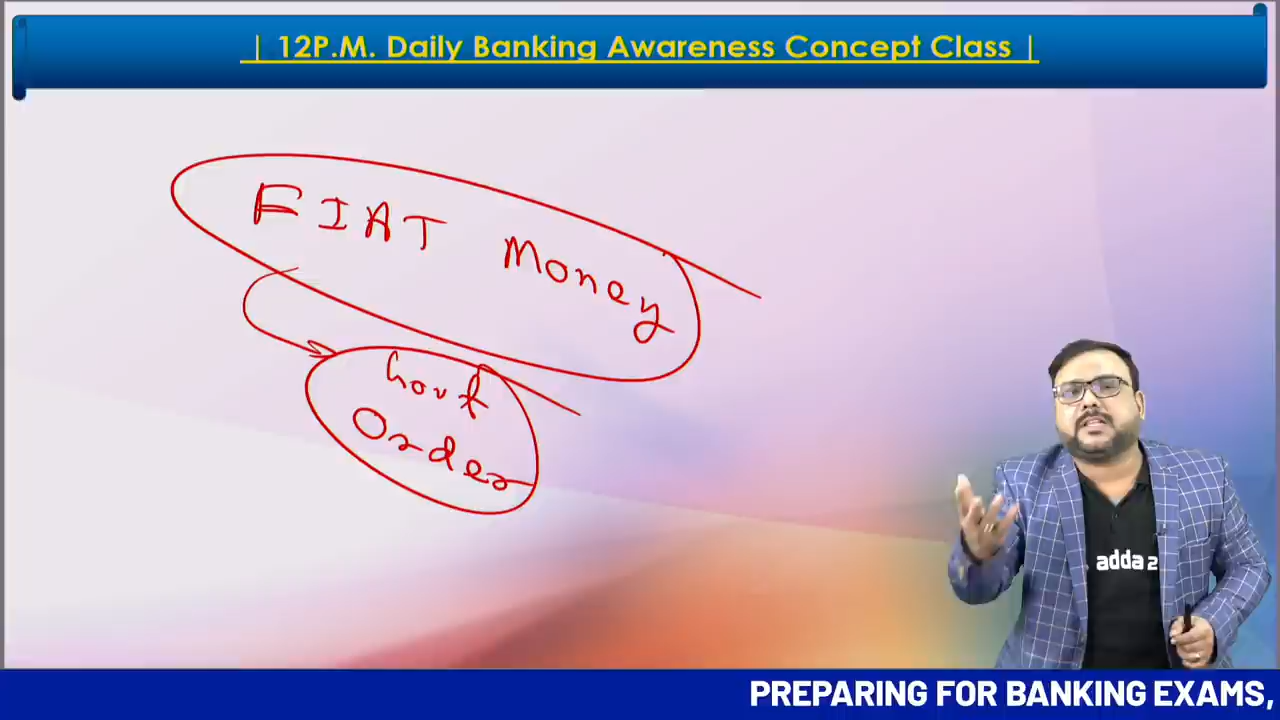 | 12P.M. Daily Banking Awareness Concept Class |
FIAT Money
Govt
Order
adda 2
PREPARING FOR BANKING EXAMS,